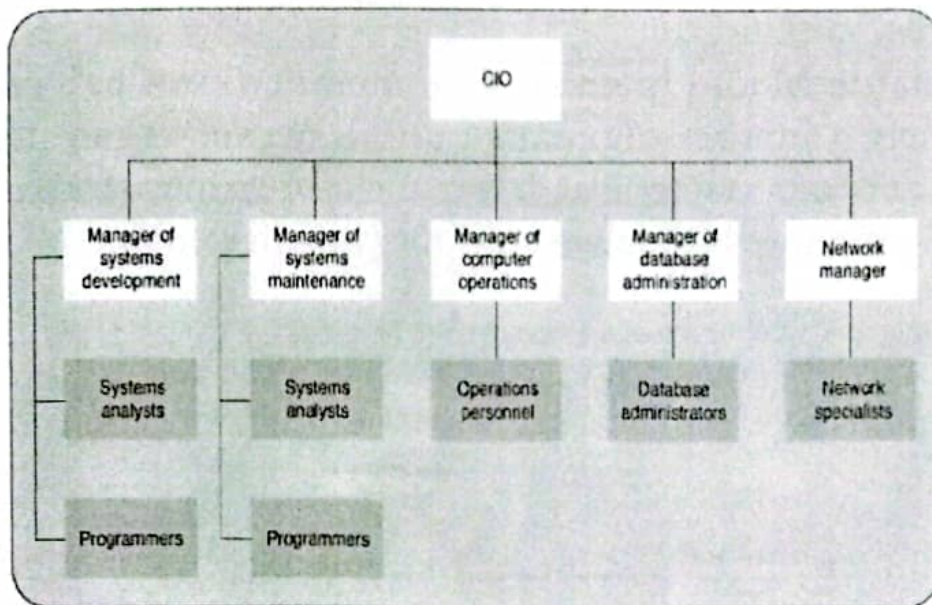 CIO
Manager of
systems
development
Manager of
systems
maintenance
Manager of
computer
operations
Manager of
database
administration
Network
manager
Systems
analysts
Systems
analysts
Operations
personnel
Database
administrators
Network
specialists
Programmers
Programmers